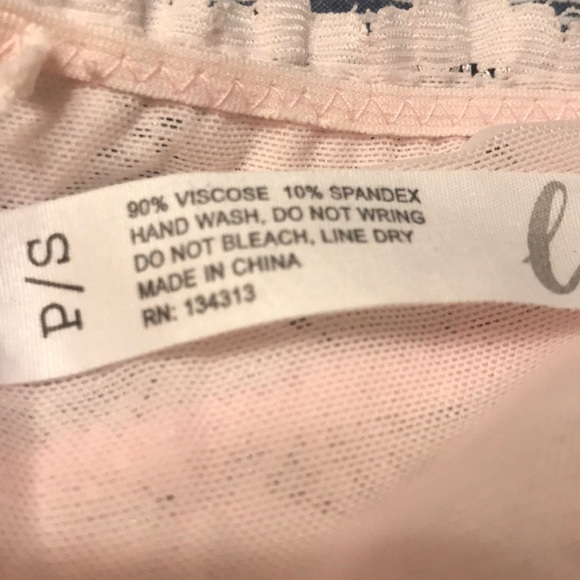 P/S
90% VISCOSE 10% SPANDEX
HAND WASH, DO NOT WRING
DO NOT BLEACH, LINE DRY
MADE IN CHINA
RN: 134313